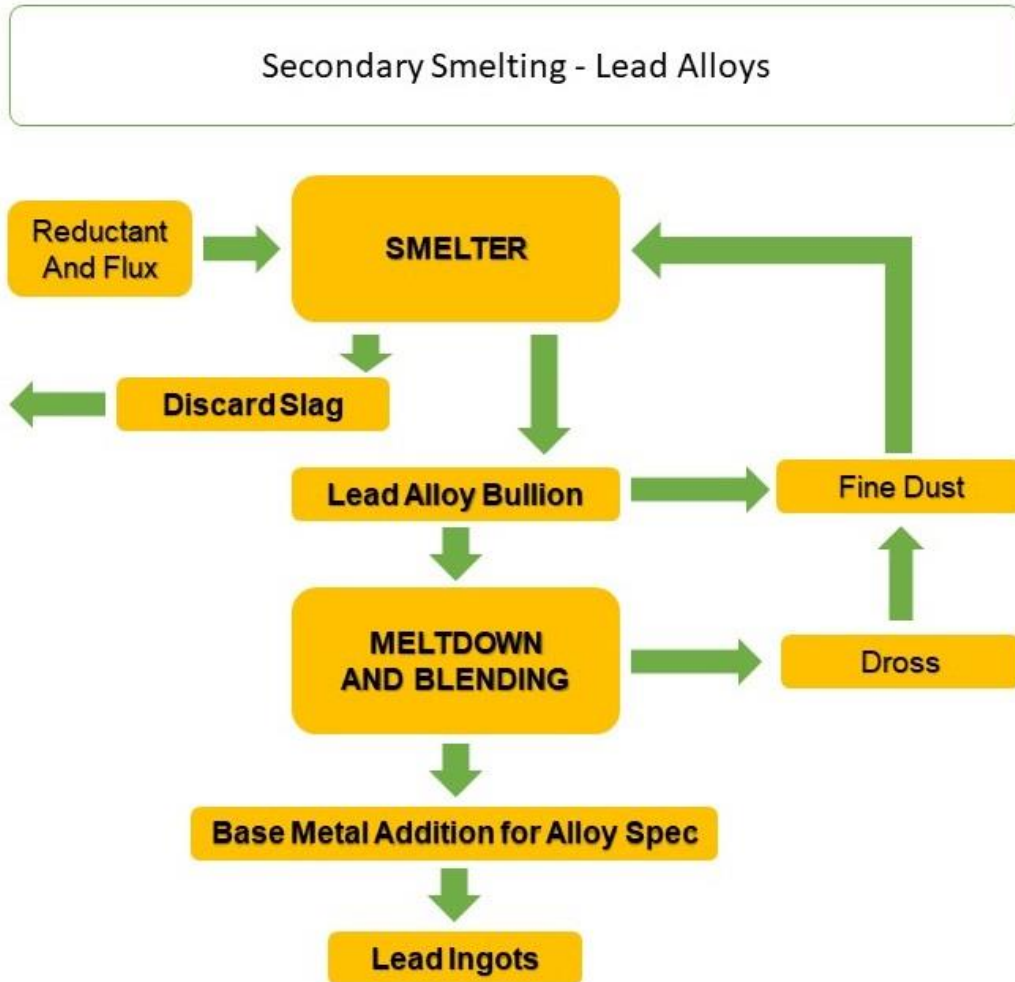 Secondary Smelting - Lead Alloys
Reductant
And Flux
SMELTER
Discard Slag
Lead Alloy Bullion
Fine Dust
MELTDOWN
AND BLENDING
Dross
Base Metal Addition for Alloy Spec
Lead Ingots